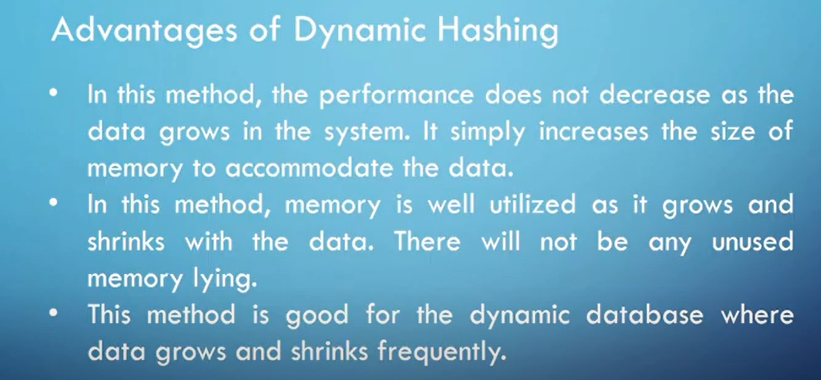 Advantages of Dynamic Hashing
• In this method, the performance does not decrease as the
data grows in the system. It simply increases the size of
memory to accommodate the data.
• In this method, memory is well utilized as it grows and
shrinks with the data. There will not be any unused
memory lying.
• This method is good for the dynamic database where
data grows and shrinks frequently.